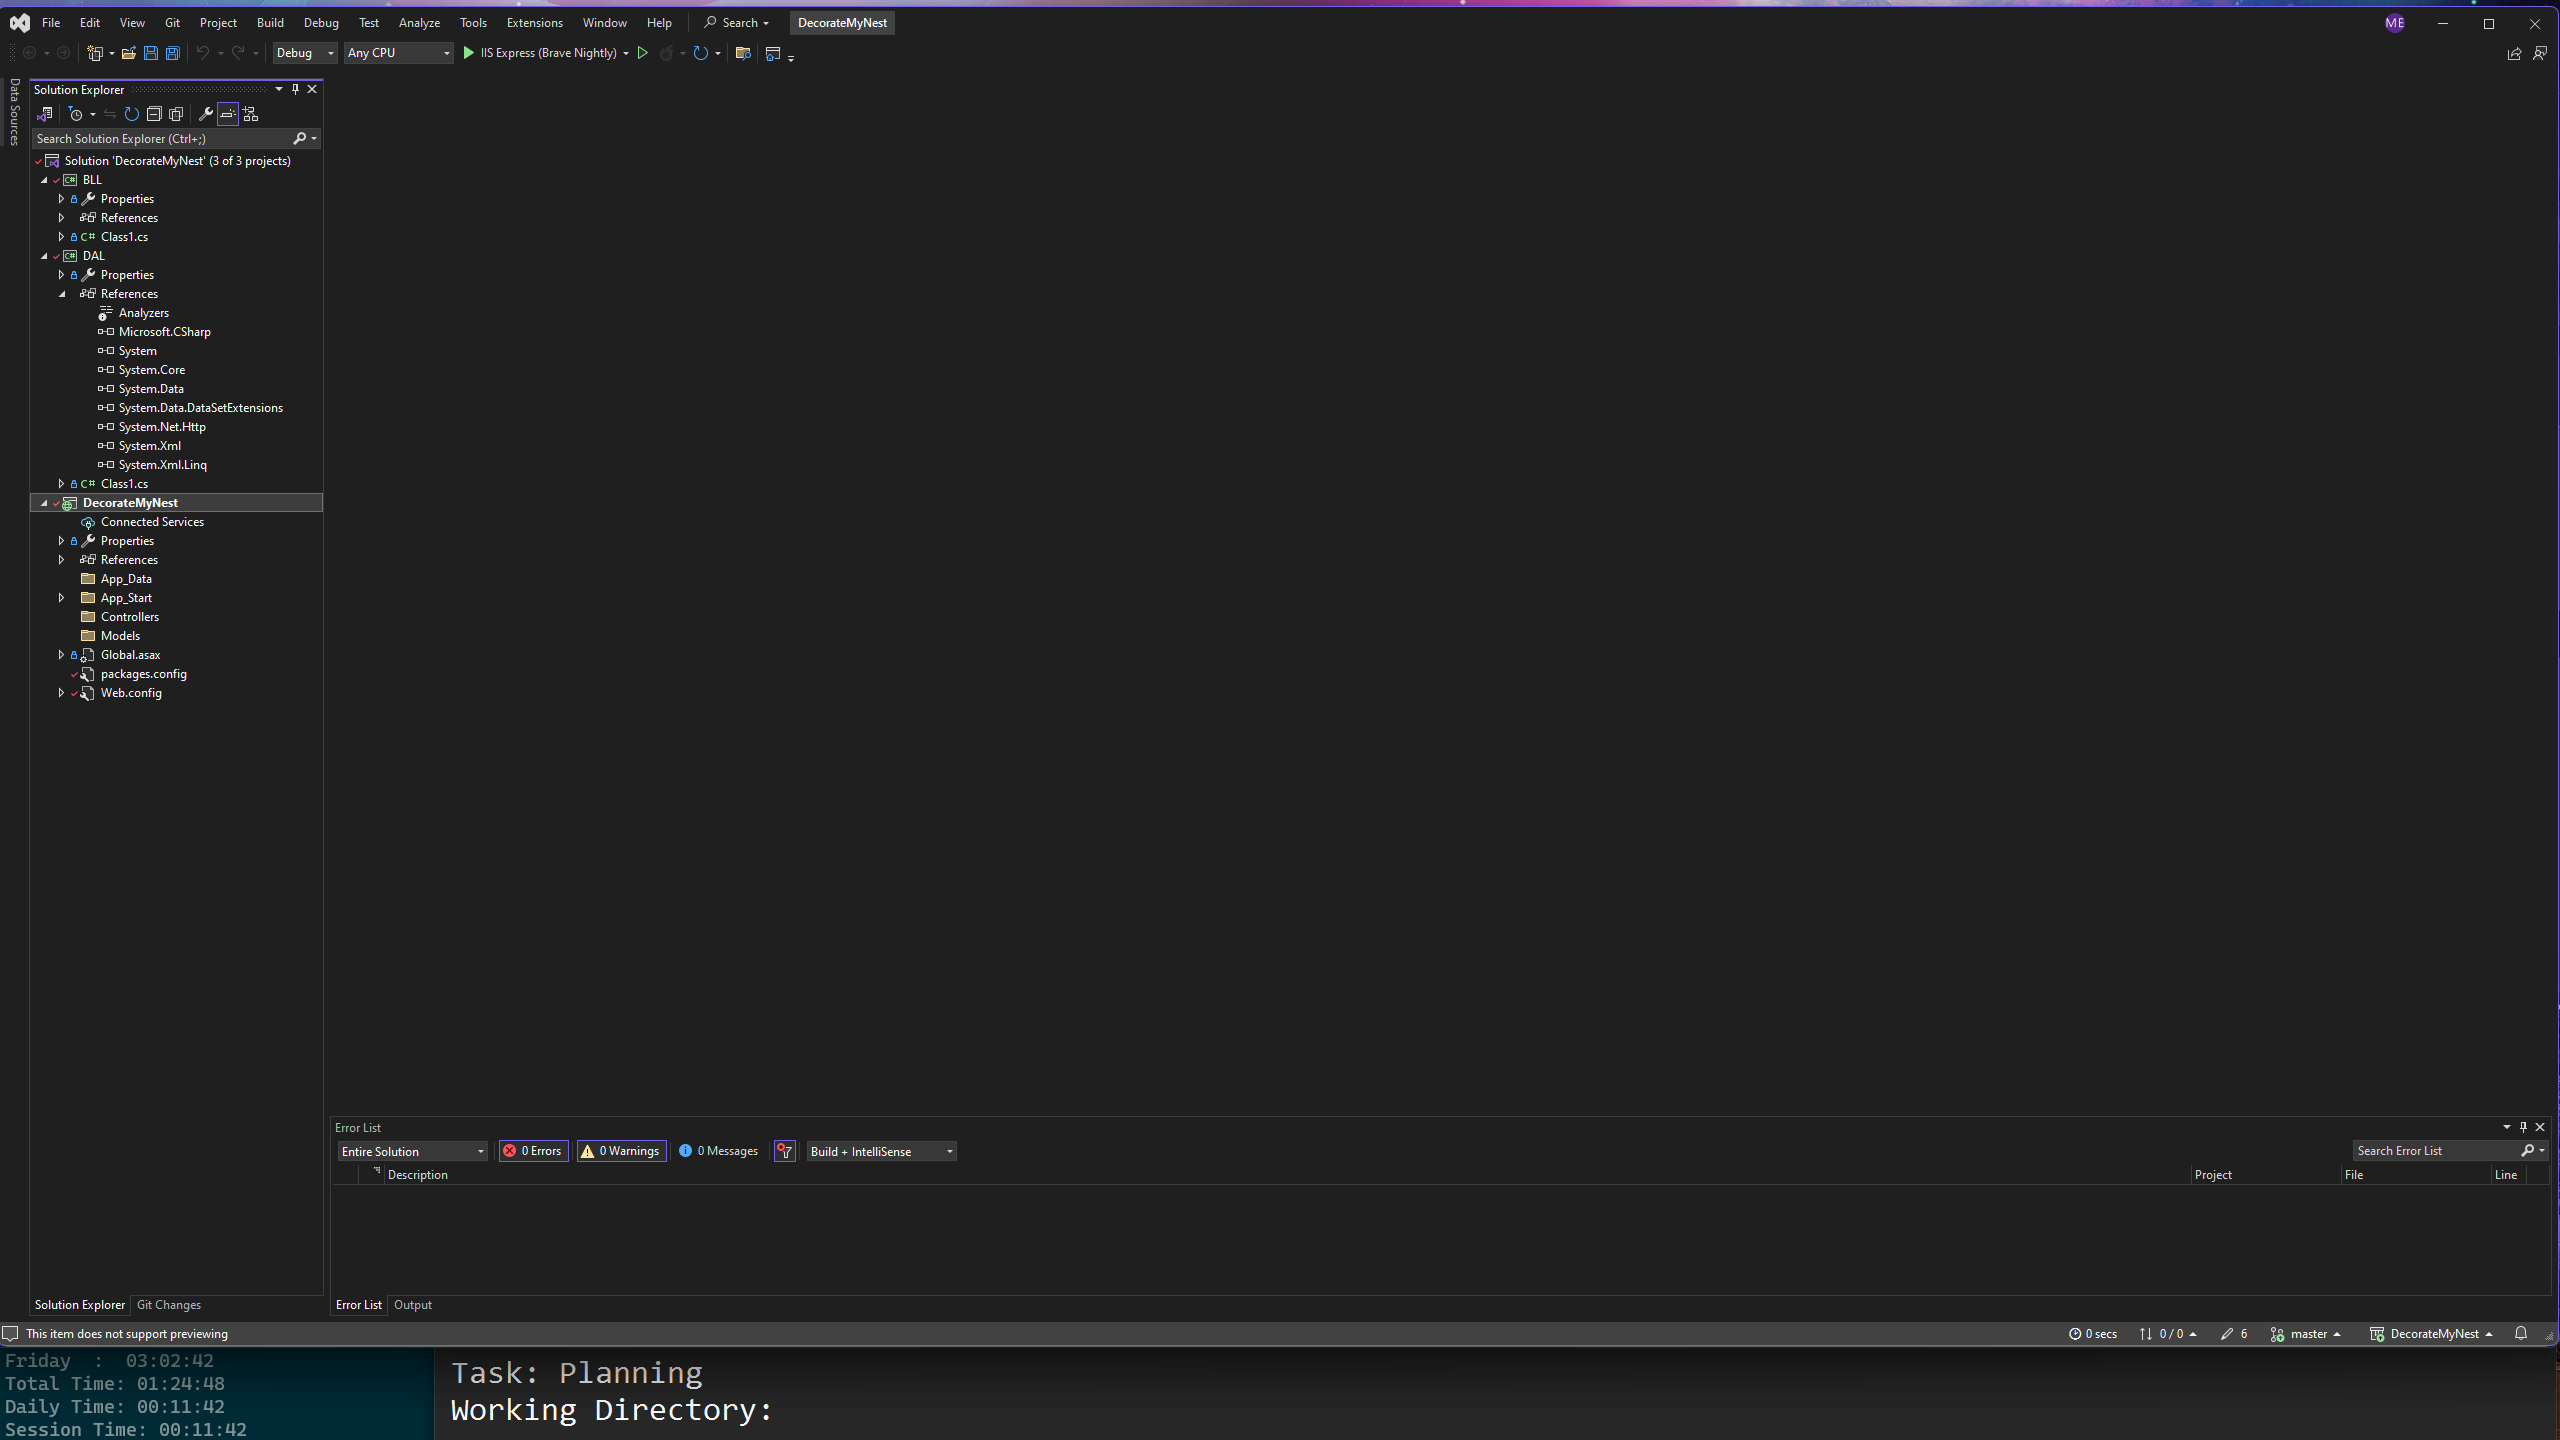 File Edit View Git Project Build Debug Test Analyze Tools Extensions Window Help Search DecorateMyNest ME
Debug Any CPU IIS Express (Brave Nightly)
Data Sources
Solution Explorer
Search Solution Explorer (Ctrl+;)
Solution 'DecorateMyNest' (3 of 3 projects)
BLL
Properties
References
C# Class1.cs
DAL
Properties
References
Analyzers
Microsoft.CSharp
System
System.Core
System.Data
System.Data.DataSetExtensions
System.Net.Http
System.Xml
System.Xml.Linq
C# Class1.cs
DecorateMyNest
Connected Services
Properties
References
App_Data
App_Start
Controllers
Models
Global.asax
packages.config
Web.config
Solution Explorer Git Changes
Error List
Entire Solution 0 Errors 0 Warnings 0 Messages Build + IntelliSense Search Error List
Description Project File Line
Error List Output
This item does not support previewing 0 secs 0 / 0 6 master DecorateMyNest
Friday : 03:02:42
Total Time: 01:24:48
Daily Time: 00:11:42
Session Time: 00:11:42
Task: Planning
Working Directory: